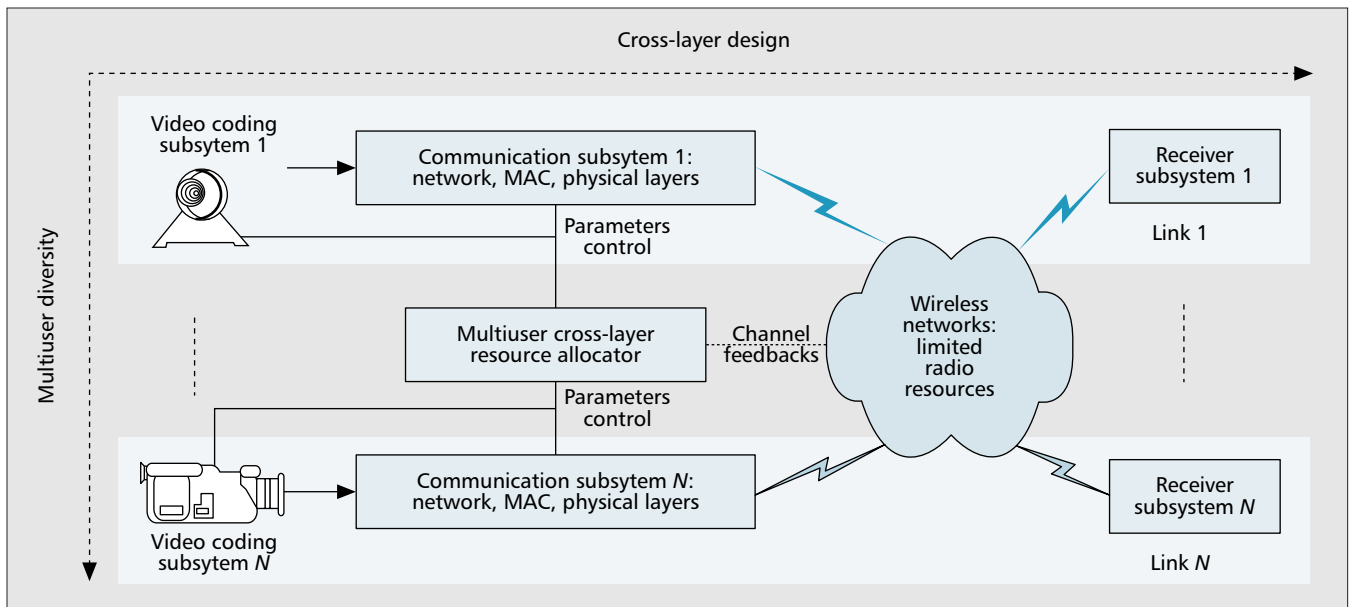 Cross-layer design
Multiuser diversity
Video coding
subsytem 1
Communication subsytem 1:
network, MAC, physical layers
Receiver
subsystem 1
Link 1
Parameters
control
Multiuser cross-layer
resource allocator
Channel
feedbacks
Wireless
networks:
limited
radio
resources
Parameters
control
Video coding
subsytem N
Communication subsytem N:
network, MAC, physical layers
Receiver
subsystem N
Link N